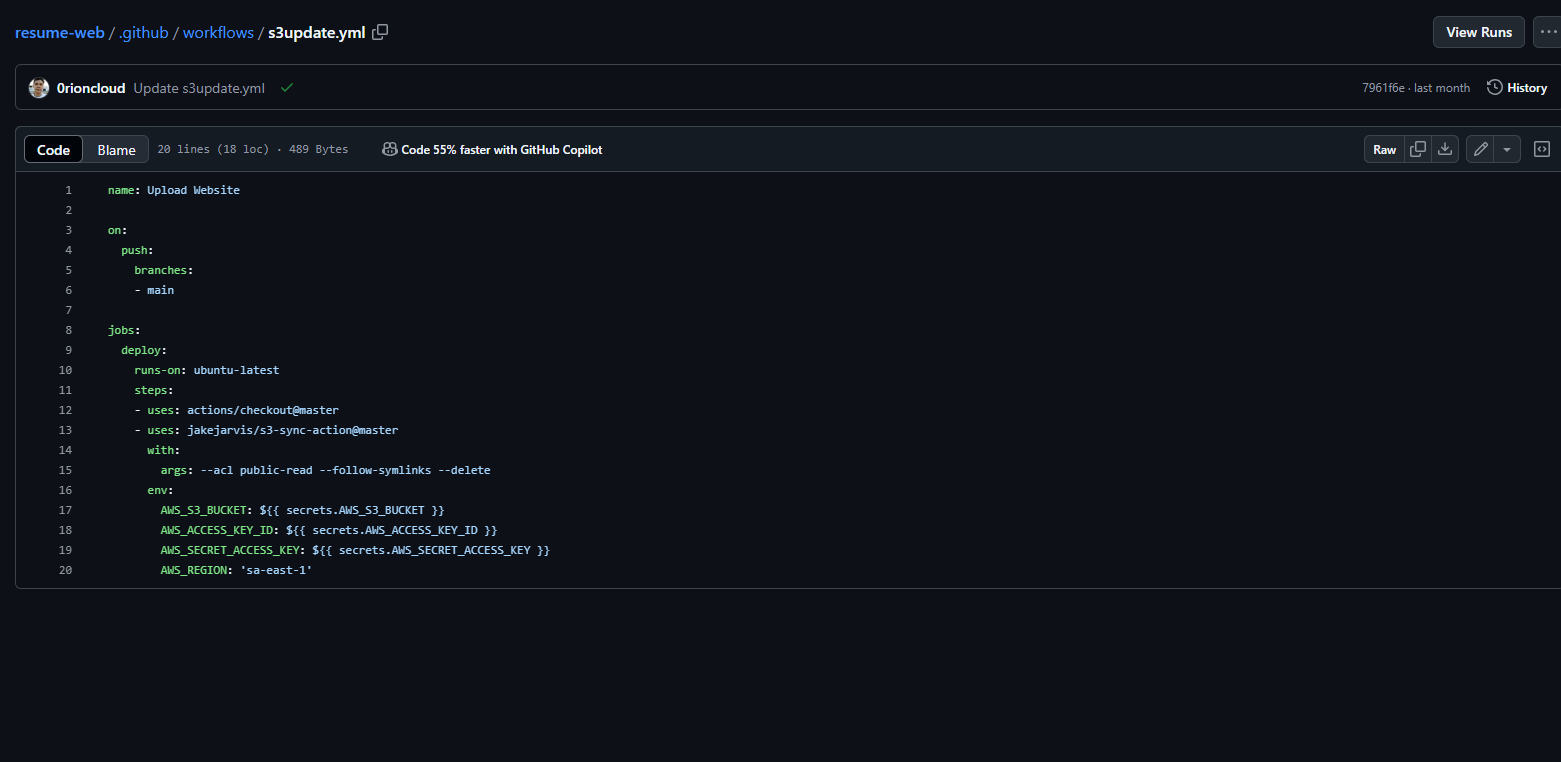 resume-web / .github / workflows / s3update.yml
View Runs
0rioncloud Update s3update.yml
7961f6e · last month
History
Code
Blame
20 lines (18 loc) · 489 Bytes
Code 55% faster with GitHub Copilot
Raw
1 name: Upload Website
2
3 on:
4   push:
5     branches:
6     - main
7
8 jobs:
9   deploy:
10     runs-on: ubuntu-latest
11     steps:
12     - uses: actions/checkout@master
13     - uses: jakejarvis/s3-sync-action@master
14       with:
15         args: --acl public-read --follow-symlinks --delete
16       env:
17         AWS_S3_BUCKET: ${{ secrets.AWS_S3_BUCKET }}
18         AWS_ACCESS_KEY_ID: ${{ secrets.AWS_ACCESS_KEY_ID }}
19         AWS_SECRET_ACCESS_KEY: ${{ secrets.AWS_SECRET_ACCESS_KEY }}
20         AWS_REGION: 'sa-east-1'